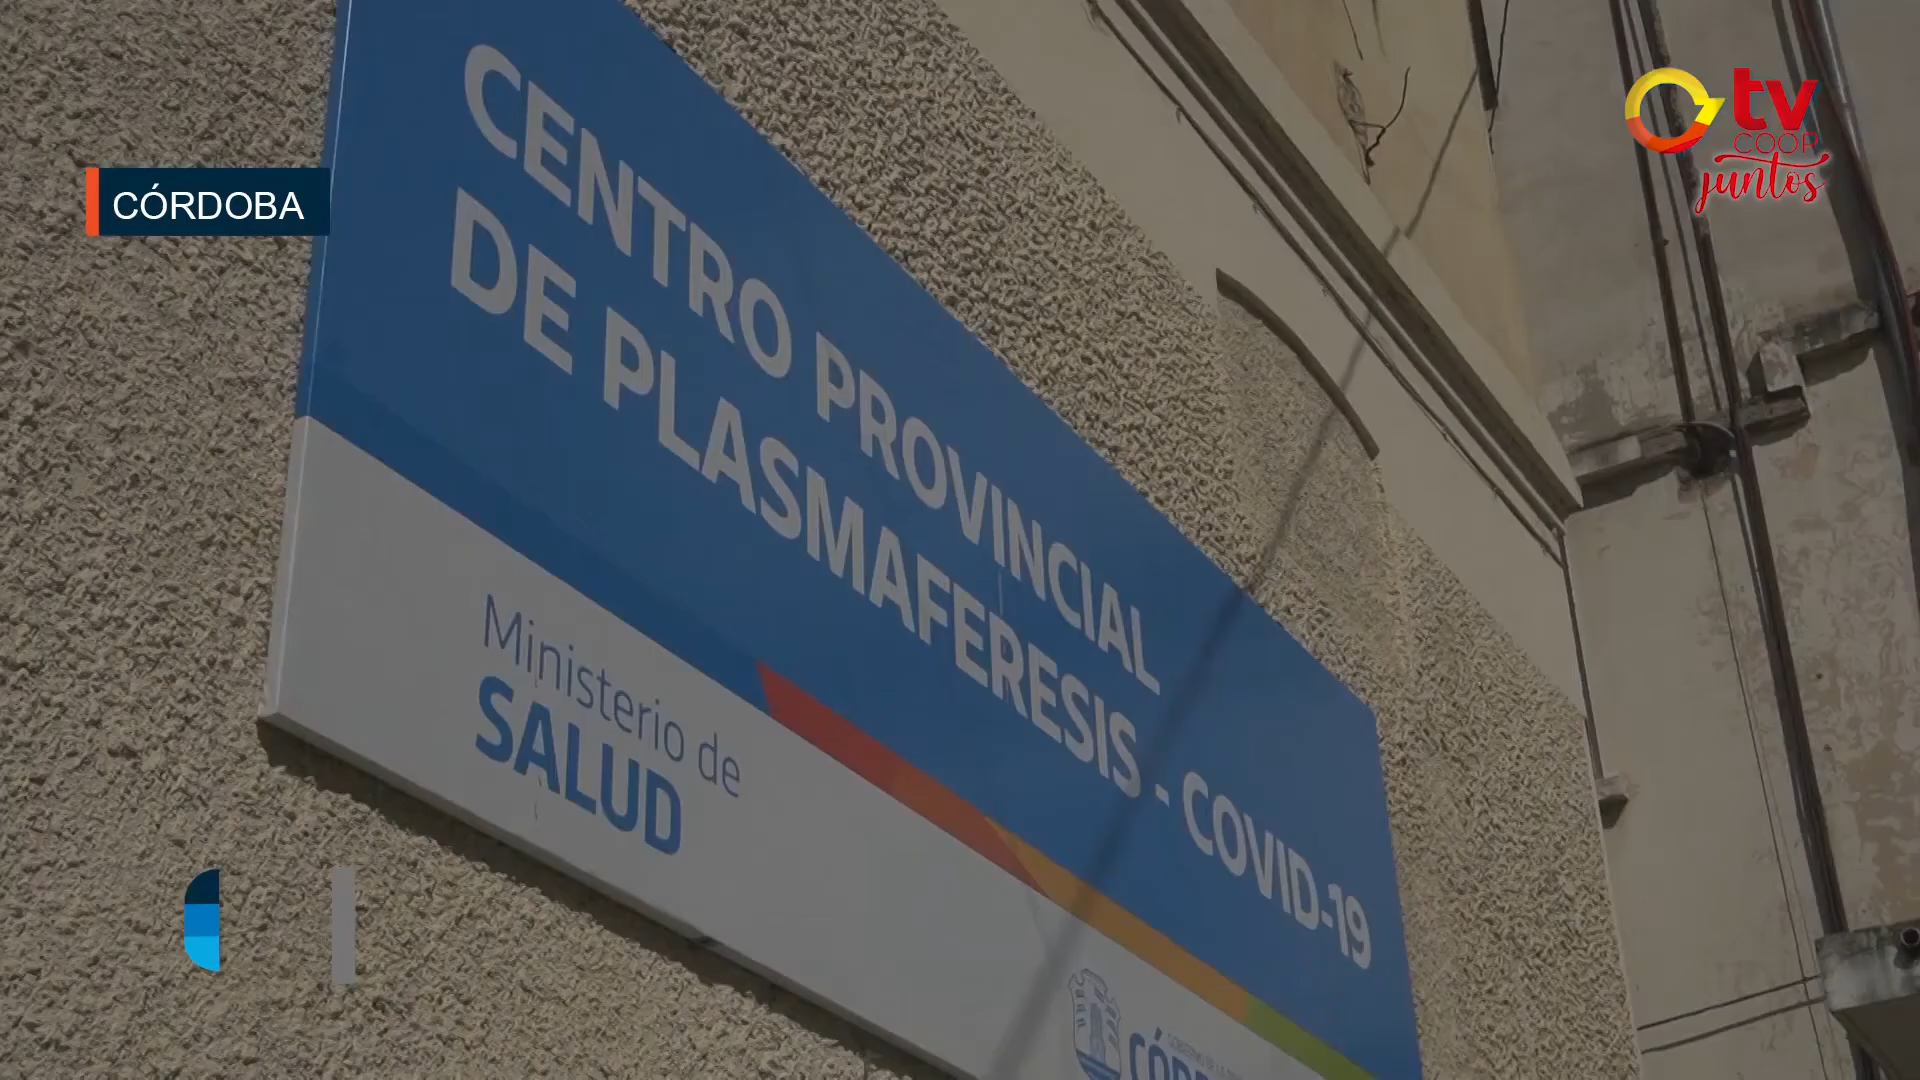 CÓRDOBA
tv
COOP
juntos
CENTRO PROVINCIAL
DE PLASMAFERESIS - COVID-19
Ministerio de
SALUD